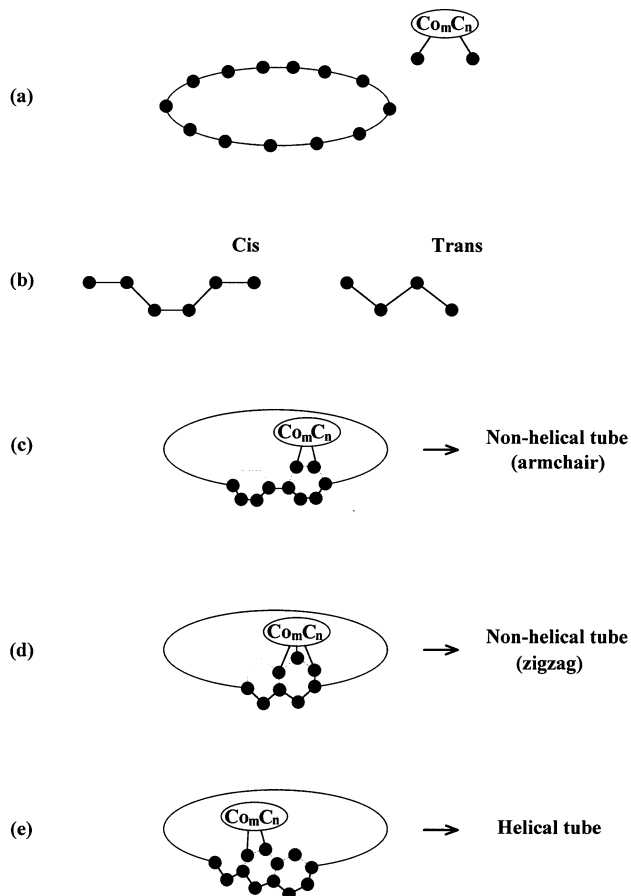 CoₘCₙ
(a)
Cis Trans
(b)
CoₘCₙ
(c)
Non-helical tube
(armchair)
CoₘCₙ
(d)
Non-helical tube
(zigzag)
CoₘCₙ
(e)
Helical tube